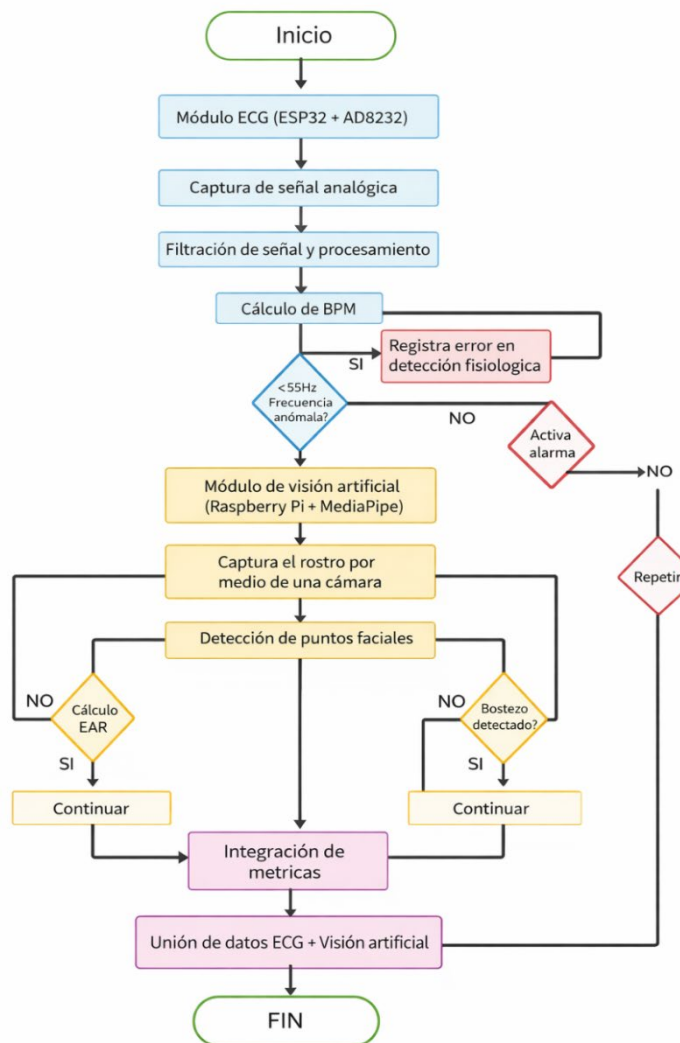 Inicio
Módulo ECG (ESP32 + AD8232)
Captura de señal analógica
Filtración de señal y procesamiento
Cálculo de BPM
SI
Registra error en
detección fisiologica
<55Hz
Frecuencia
anómala?
NO
Activa
alarma
NO
Módulo de visión artificial
(Raspberry Pi + MediaPipe)
Captura el rostro por
medio de una cámara
Repetir
Detección de puntos faciales
NO
Cálculo
EAR
SI
Continuar
NO
Bostezo
detectado?
SI
Continuar
Integración de
metricas
Unión de datos ECG + Visión artificial
FIN